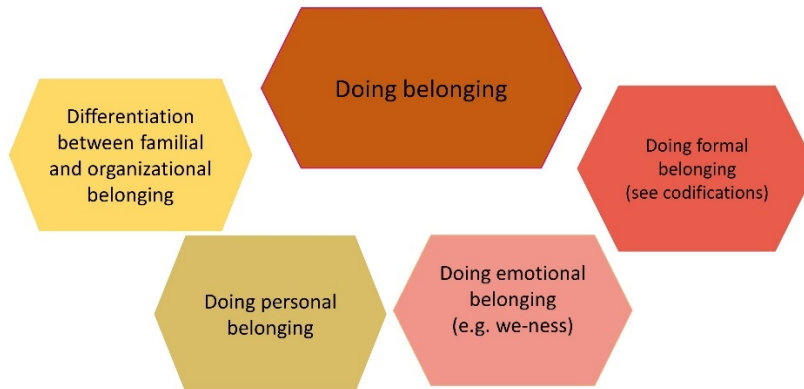 Doing belonging
Differentiation
between familial
and organizational
belonging
Doing formal
belonging
(see codifications)
Doing personal
belonging
Doing emotional
belonging
(e.g. we-ness)